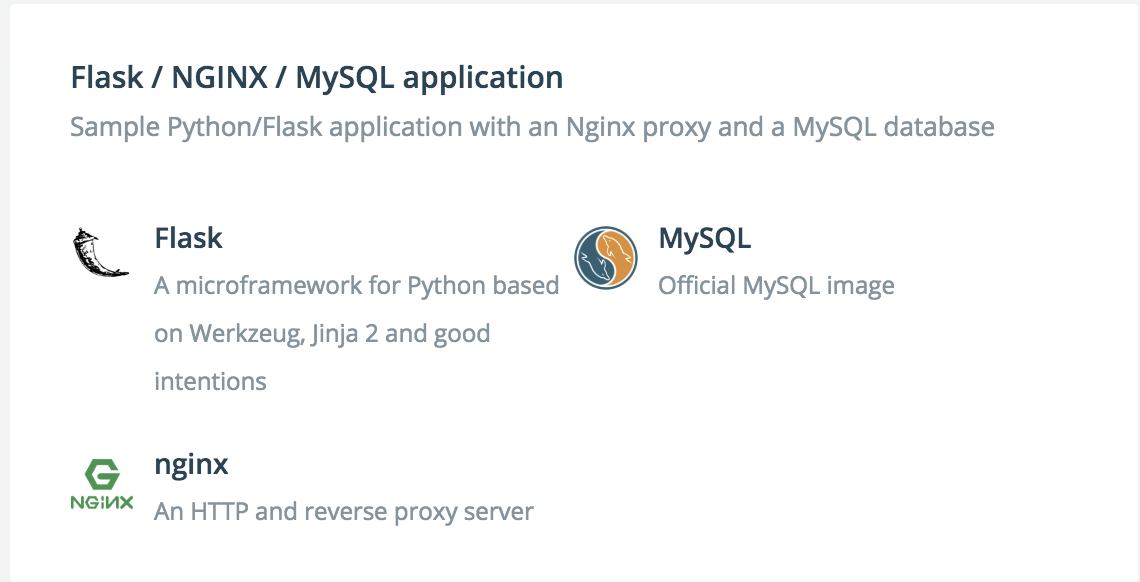 Flask / NGINX / MySQL application
Sample Python/Flask application with an Nginx proxy and a MySQL database
Flask
A microframework for Python based
on Werkzeug, Jinja 2 and good
intentions
MySQL
Official MySQL image
NGiNX
nginx
An HTTP and reverse proxy server